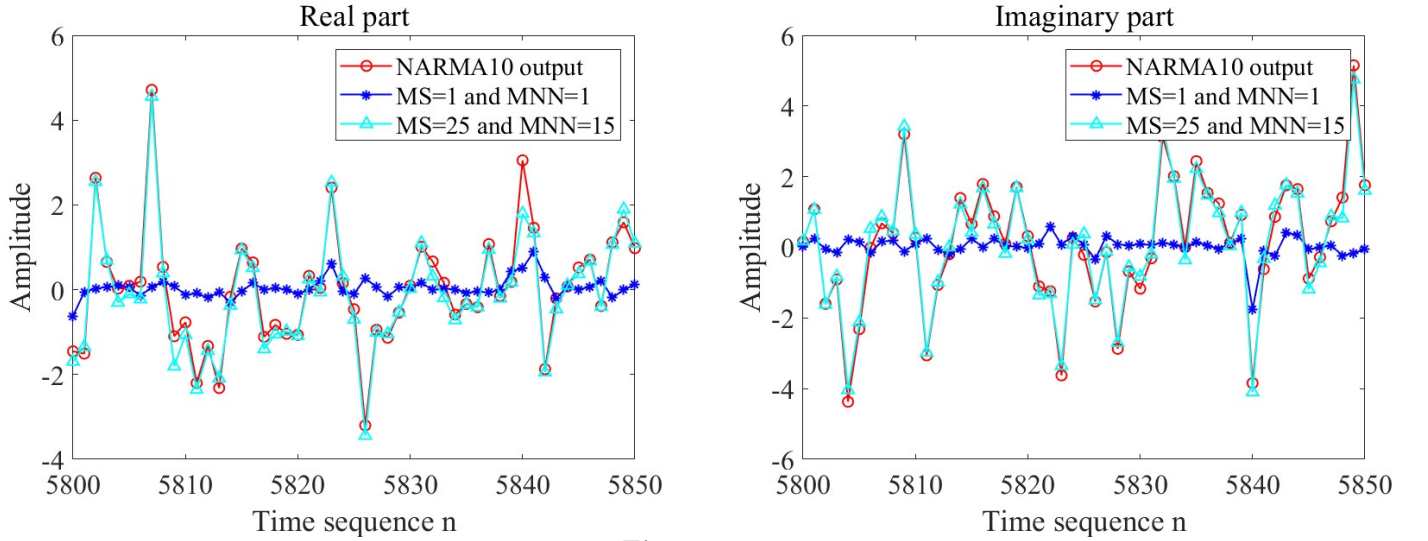 Real part
6
4
2
0
-2
-4
Amplitude
NARMA10 output
MS=1 and MNN=1
MS=25 and MNN=15
5800 5810 5820 5830 5840 5850
Time sequence n
Imaginary part
6
4
2
0
-2
-4
-6
Amplitude
NARMA10 output
MS=1 and MNN=1
MS=25 and MNN=15
5800 5810 5820 5830 5840 5850
Time sequence n